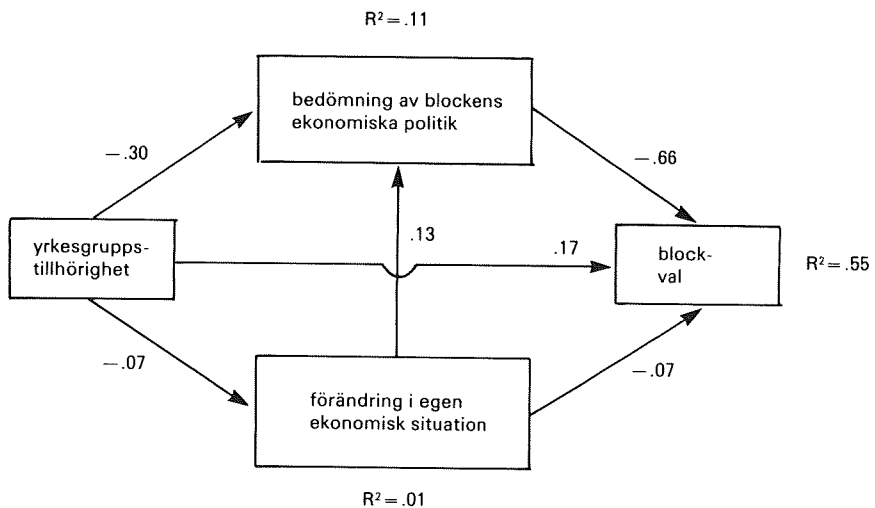 R² = .11
bedömning av blockens
ekonomiska politik
—.30
—.66
yrkesgrupps-
tillhörighet
.13
.17
block-
val
R² = .55
—.07
—.07
förändring i egen
ekonomisk situation
R² = .01